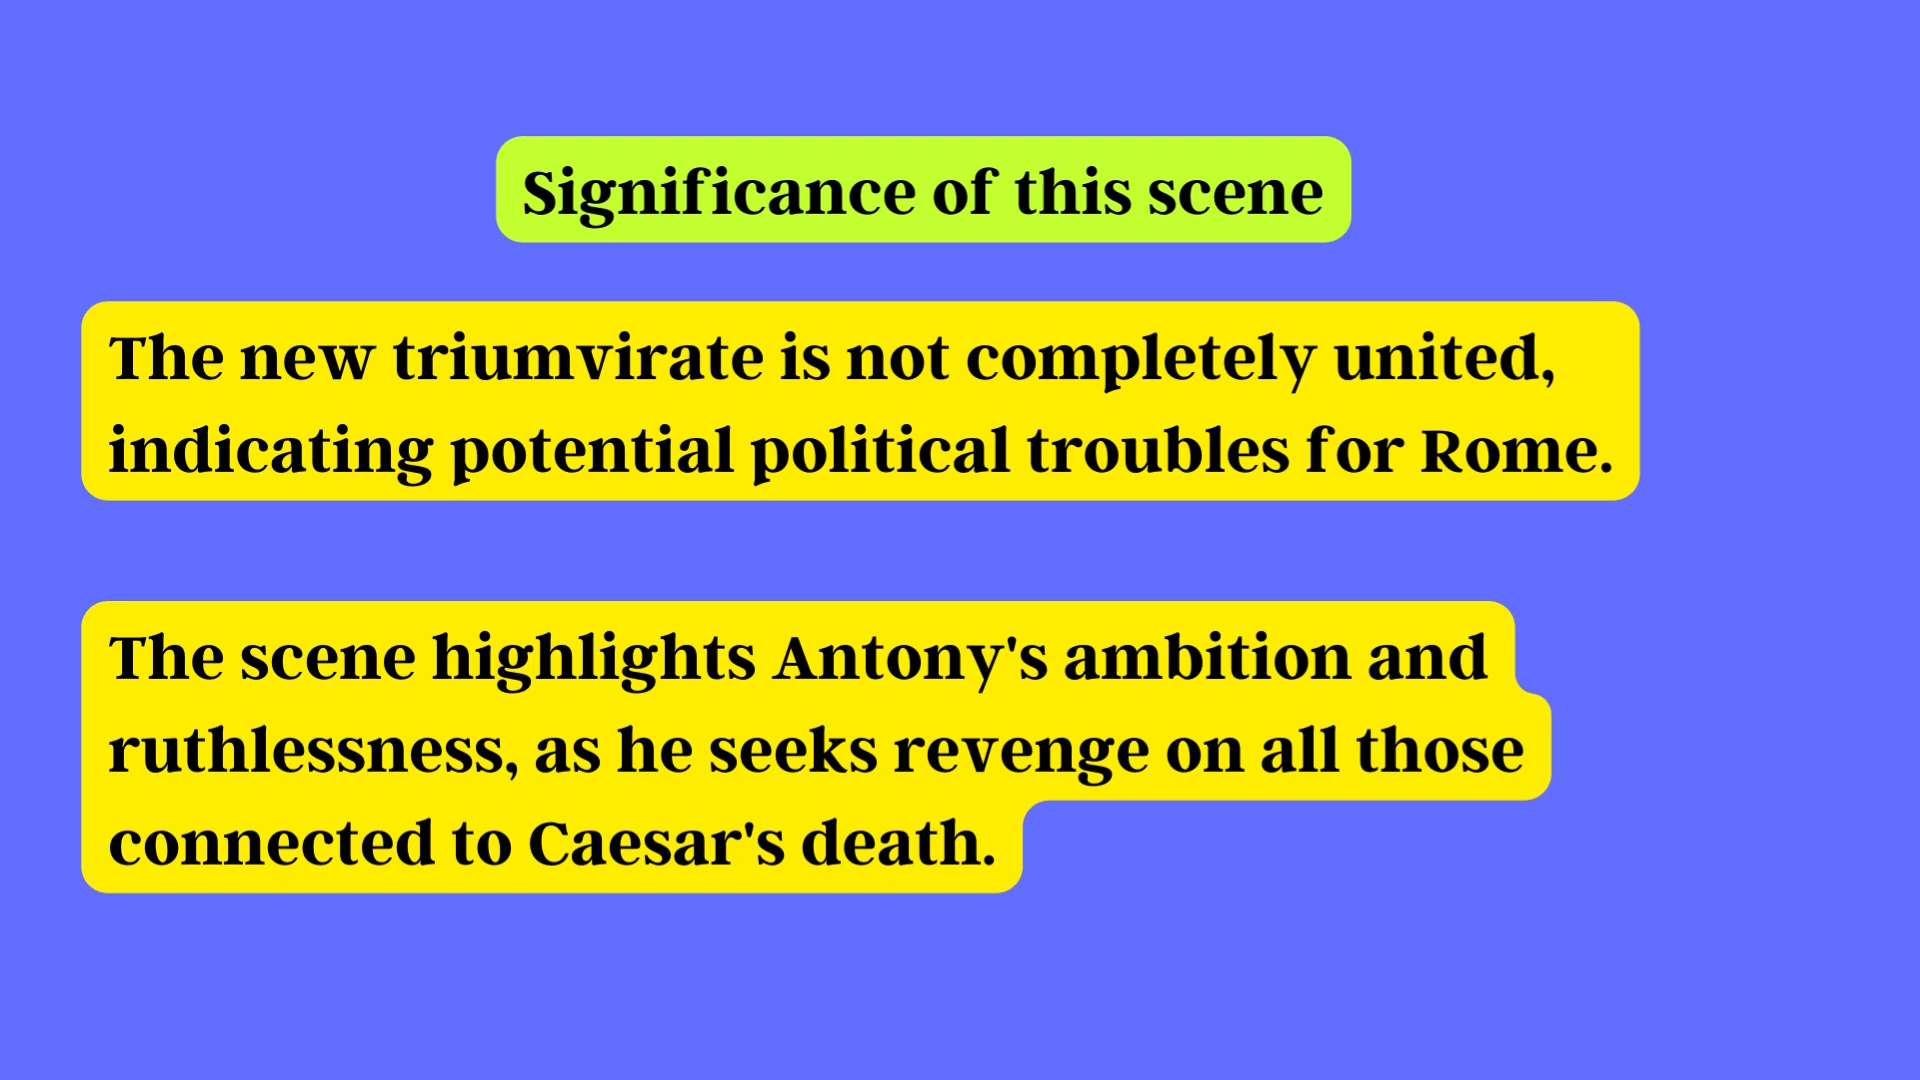 Significance of this scene
The new triumvirate is not completely united,
indicating potential political troubles for Rome.
The scene highlights Antony's ambition and
ruthlessness, as he seeks revenge on all those
connected to Caesar's death.